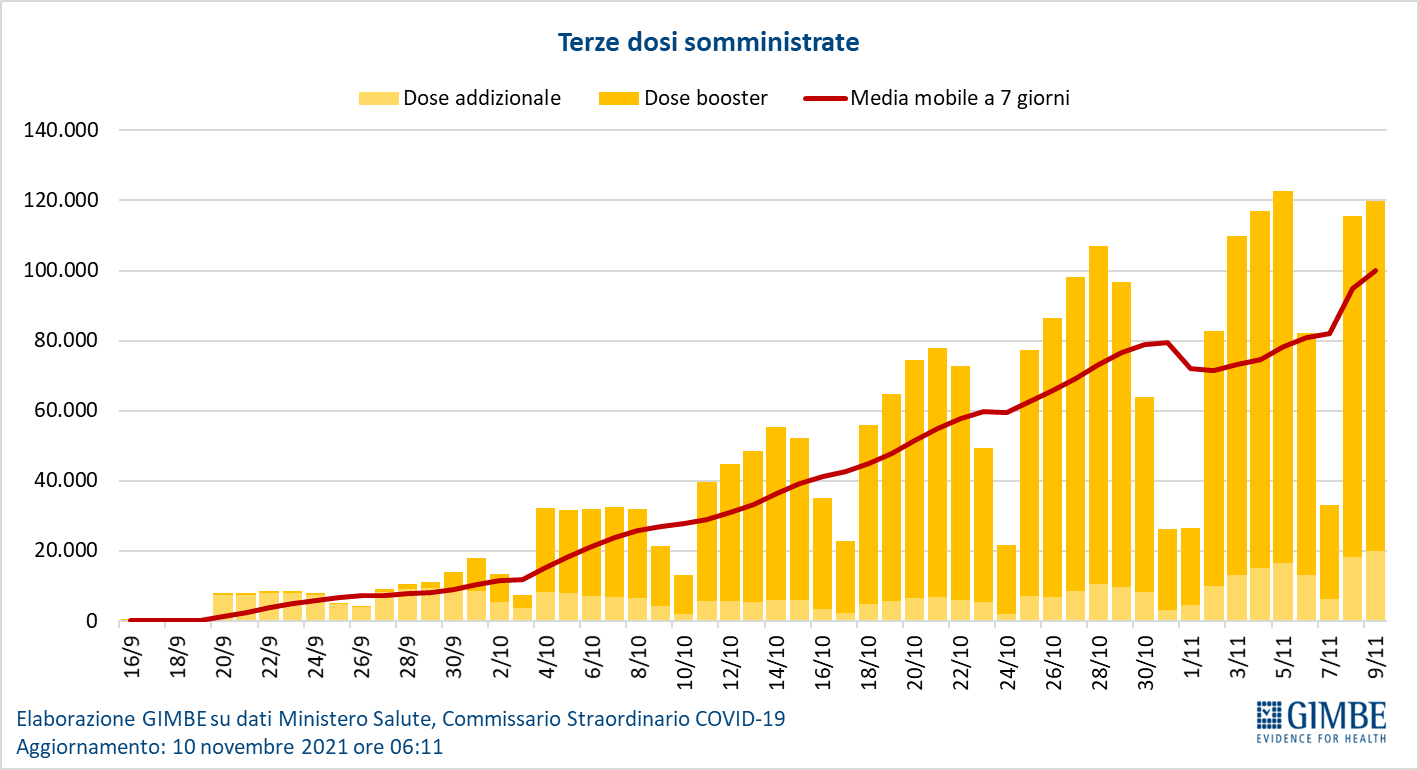 Terze dosi somministrate
Dose addizionale Dose booster Media mobile a 7 giorni
140.000
120.000
100.000
80.000
60.000
40.000
20.000
0
16/9 18/9 20/9 22/9 24/9 26/9 28/9 30/9 2/10 4/10 6/10 8/10 10/10 12/10 14/10 16/10 18/10 20/10 22/10 24/10 26/10 28/10 30/10 1/11 3/11 5/11 7/11 9/11
Elaborazione GIMBE su dati Ministero Salute, Commissario Straordinario COVID-19
Aggiornamento: 10 novembre 2021 ore 06:11
GIMBE
EVIDENCE FOR HEALTH